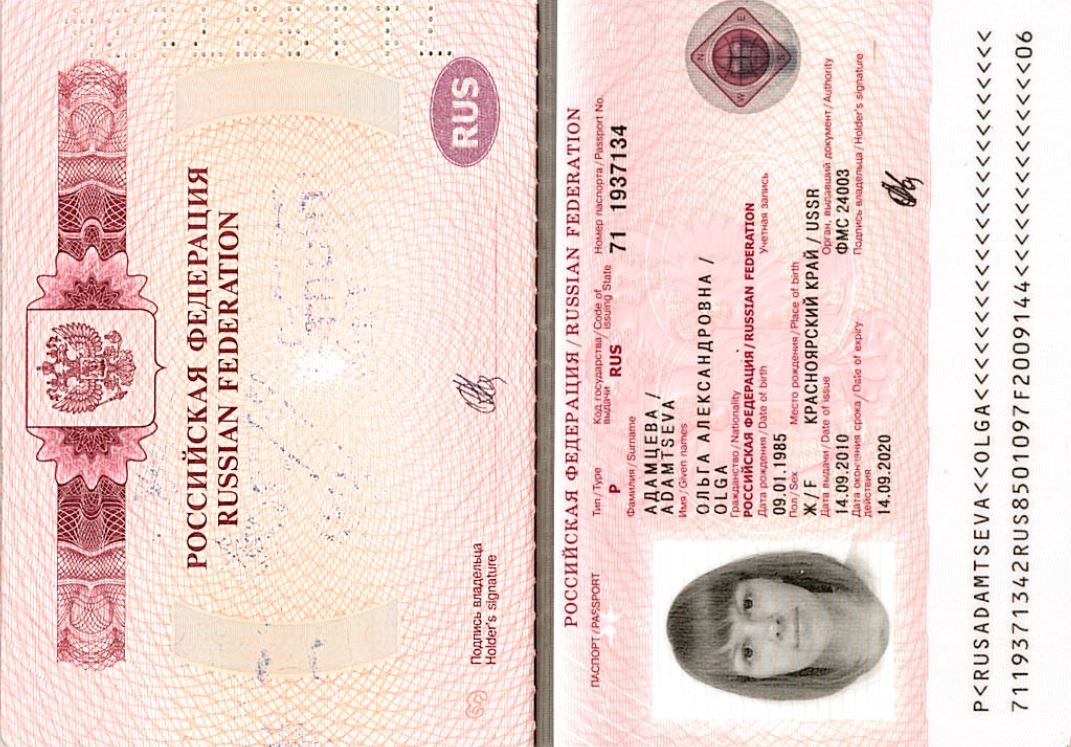 РОССИЙСКАЯ ФЕДЕРАЦИЯ
RUSSIAN FEDERATION
RUS
Подпись владельца
Holder's signature
РОССИЙСКАЯ ФЕДЕРАЦИЯ / RUSSIAN FEDERATION
ПАСПОРТ / PASSPORT
Тип / Type
Код государства / Code of
выдачи issuing State
Номер паспорта / Passport No.
P
RUS
71 1937134
Фамилия / Surname
АДАМЦЕВА /
ADAMTSEVA
Имя / Given names
ОЛЬГА АЛЕКСАНДРОВНА /
OLGA
Гражданство / Nationality
РОССИЙСКАЯ ФЕДЕРАЦИЯ / RUSSIAN FEDERATION
Дата рождения / Date of birth
Учетная запись
09.01.1985
Пол / Sex
Место рождения / Place of birth
Ж / F
КРАСНОЯРСКИЙ КРАЙ / USSR
Дата выдачи / Date of issue
Орган, выдавший документ / Authority
14.09.2010
ФМС 24003
Дата окончания срока / Date of expiry
действия
Подпись владельца / Holder's signature
14.09.2020
N
E
S
W
P<RUSADAMTSEVA<<OLGA<<<<<<<<<<<<<<<<<<<<<<<<
7119371342RUS8501097F2009144<<<<<<<<<<<<<<06